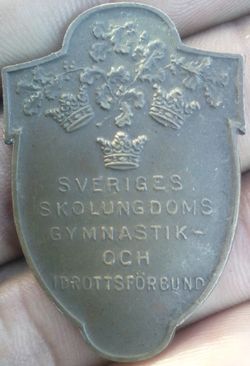 SVERIGES
SKOLUNGDOMS
GYMNASTIK-
OCH
IDROTTSFÖRBUND